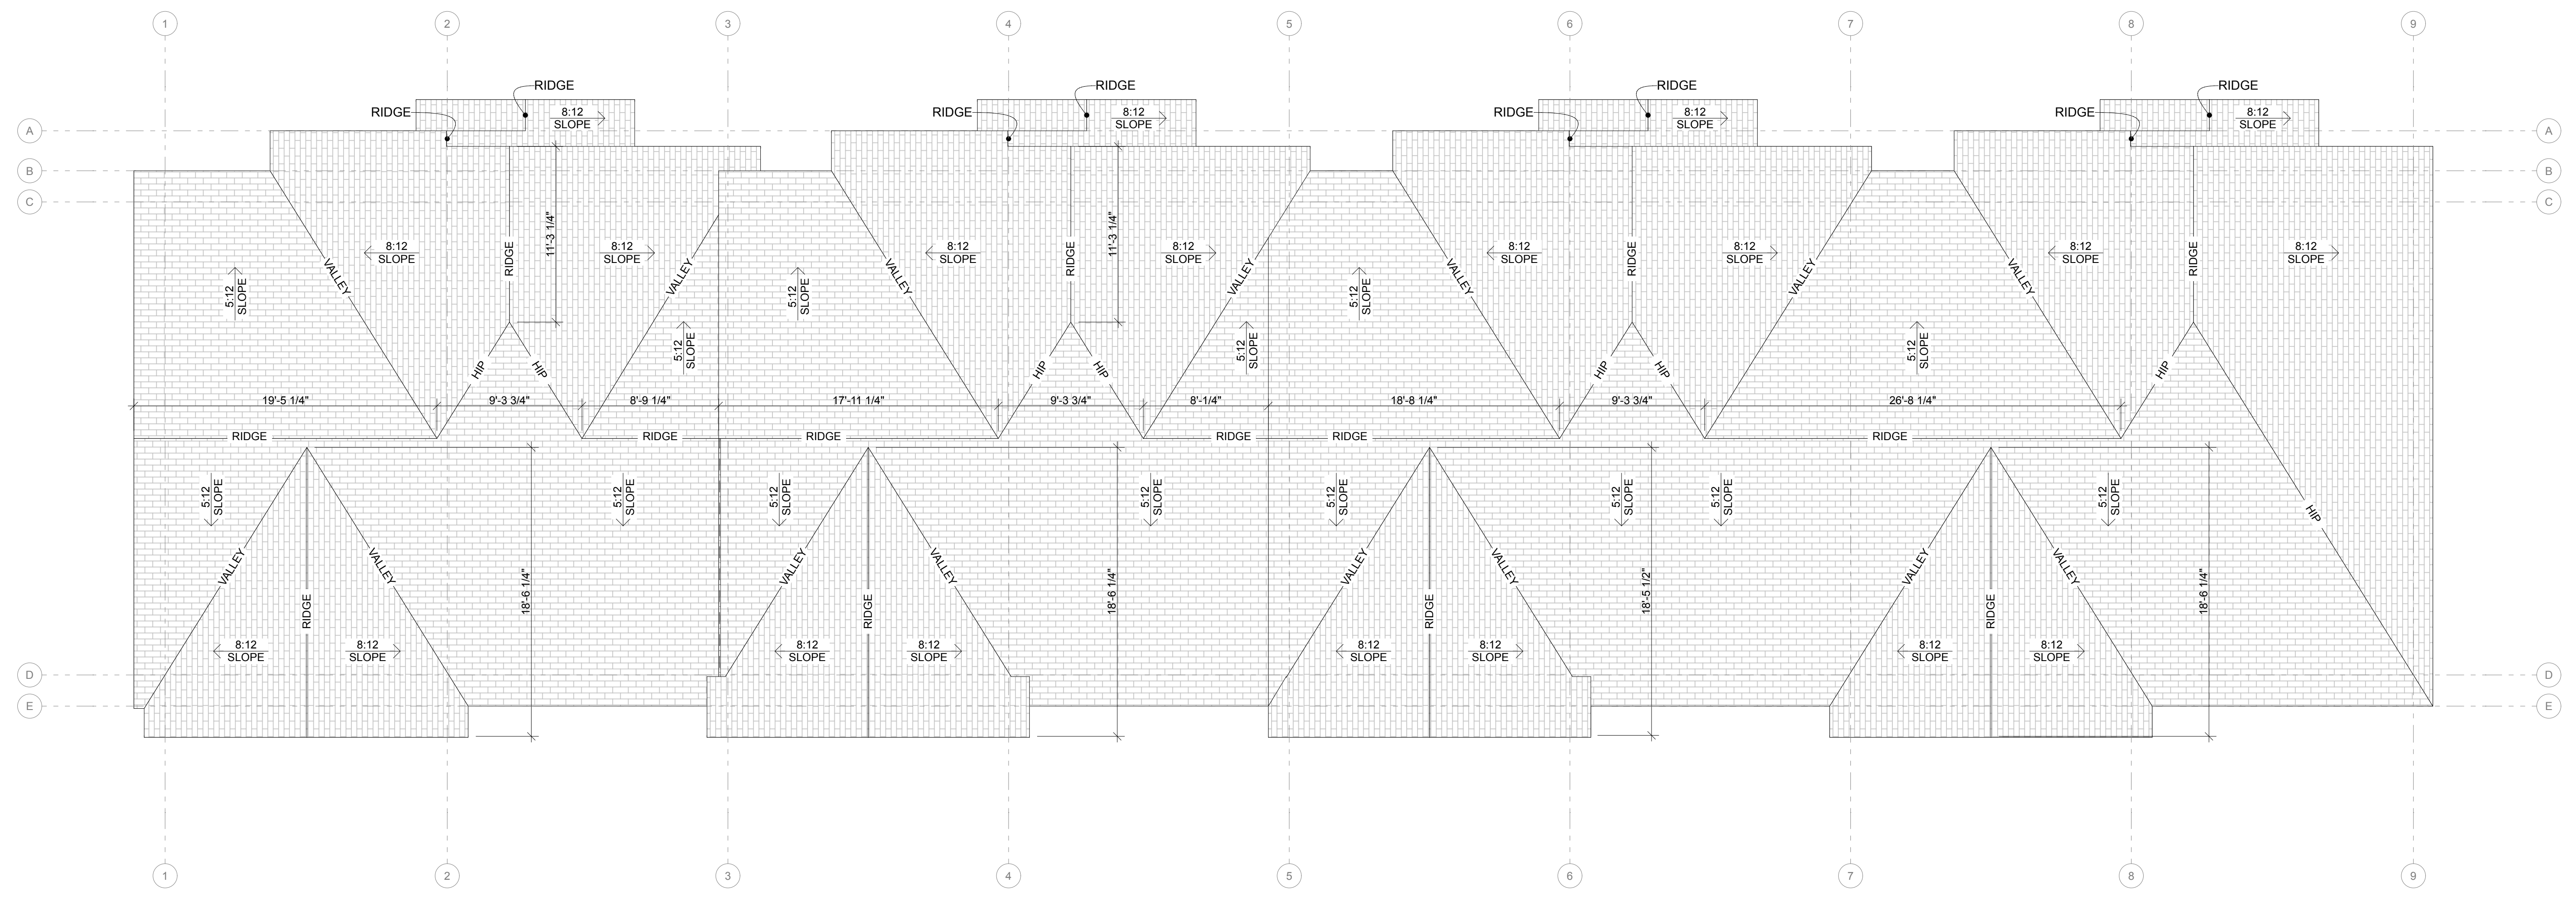 1 2 3 4 5 6 7 8 9
RIDGE RIDGE RIDGE RIDGE
RIDGE RIDGE RIDGE RIDGE
8:12 8:12 8:12 8:12
SLOPE SLOPE SLOPE SLOPE
A A
B B
C C
11'-3 1/4" 11'-3 1/4"
8:12 8:12 8:12 8:12 8:12 8:12 8:12 8:12
SLOPE SLOPE SLOPE SLOPE SLOPE SLOPE SLOPE SLOPE
RIDGE RIDGE RIDGE RIDGE
VALLEY VALLEY VALLEY VALLEY VALLEY VALLEY VALLEY
5:12 5:12 5:12
SLOPE SLOPE SLOPE
5:12 5:12 5:12
SLOPE SLOPE SLOPE
HIP HIP HIP HIP HIP HIP HIP
19'-5 1/4" 9'-3 3/4" 8'-9 1/4" 17'-11 1/4" 9'-3 3/4" 8'-1/4" 18'-8 1/4" 9'-3 3/4" 26'-8 1/4"
RIDGE RIDGE RIDGE RIDGE RIDGE RIDGE
5:12 5:12 5:12 5:12 5:12 5:12 5:12 5:12
SLOPE SLOPE SLOPE SLOPE SLOPE SLOPE SLOPE SLOPE
HIP
VALLEY VALLEY VALLEY VALLEY VALLEY VALLEY VALLEY VALLEY
18'-6 1/4" 18'-6 1/4" 18'-5 1/2" 18'-6 1/4"
RIDGE RIDGE RIDGE RIDGE
8:12 8:12 8:12 8:12 8:12 8:12 8:12 8:12
SLOPE SLOPE SLOPE SLOPE SLOPE SLOPE SLOPE SLOPE
D D
E E
1 2 3 4 5 6 7 8 9